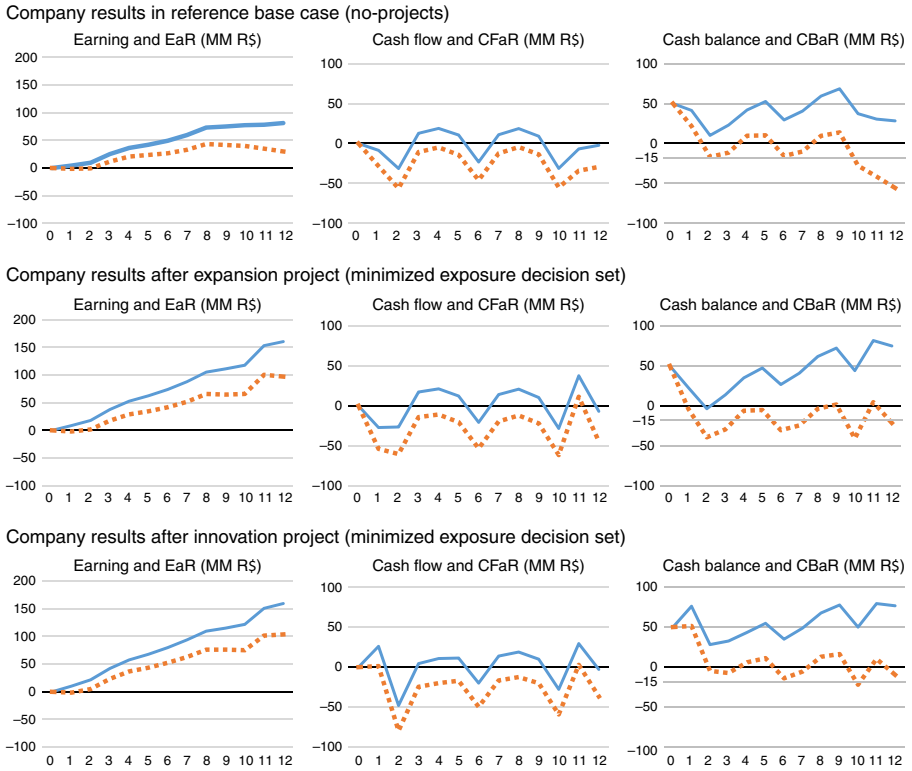 Company results in reference base case (no-projects)
Earning and EaR (MM R$)
200
150
100
50
0
−50
−100
0 1 2 3 4 5 6 7 8 9 10 11 12
Cash flow and CFaR (MM R$)
100
50
0
−50
−100
0 1 2 3 4 5 6 7 8 9 10 11 12
Cash balance and CBaR (MM R$)
100
50
0
−15
−50
−100
0 1 2 3 4 5 6 7 8 9 10 11 12
Company results after expansion project (minimized exposure decision set)
Earning and EaR (MM R$)
200
150
100
50
0
−50
−100
0 1 2 3 4 5 6 7 8 9 10 11 12
Cash flow and CFaR (MM R$)
100
50
0
−50
−100
0 1 2 3 4 5 6 7 8 9 10 11 12
Cash balance and CBaR (MM R$)
100
50
0
−15
−50
−100
0 1 2 3 4 5 6 7 8 9 10 11 12
Company results after innovation project (minimized exposure decision set)
Earning and EaR (MM R$)
200
150
100
50
0
−50
−100
0 1 2 3 4 5 6 7 8 9 10 11 12
Cash flow and CFaR (MM R$)
100
50
0
−50
−100
0 1 2 3 4 5 6 7 8 9 10 11 12
Cash balance and CBaR (MM R$)
100
50
0
−15
−50
−100
0 1 2 3 4 5 6 7 8 9 10 11 12